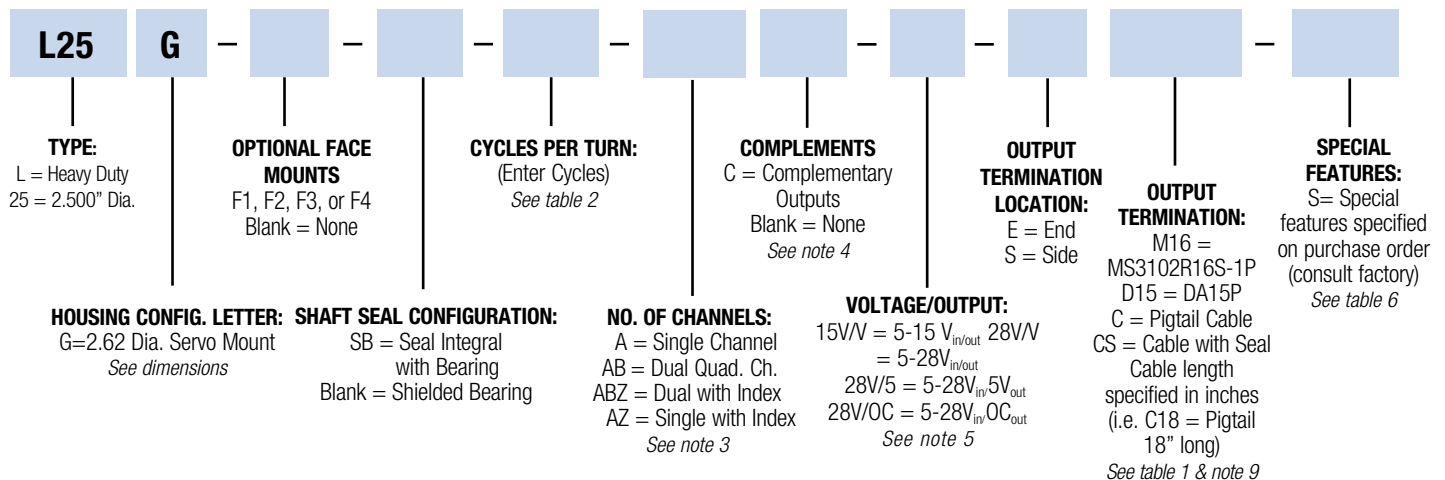 L25 G – – – – – – –
TYPE:
L = Heavy Duty
25 = 2.500” Dia.
HOUSING CONFIG. LETTER:
G=2.62 Dia. Servo Mount
See dimensions
OPTIONAL FACE
MOUNTS
F1, F2, F3, or F4
Blank = None
SHAFT SEAL CONFIGURATION:
SB = Seal Integral
with Bearing
Blank = Shielded Bearing
CYCLES PER TURN:
(Enter Cycles)
See table 2
NO. OF CHANNELS:
A = Single Channel
AB = Dual Quad. Ch.
ABZ = Dual with Index
AZ = Single with Index
See note 3
COMPLEMENTS
C = Complementary
Outputs
Blank = None
See note 4
VOLTAGE/OUTPUT:
15V/V = 5-15 Vin/out 28V/V
= 5-28Vin/out
28V/5 = 5-28Vin/5Vout
28V/OC = 5-28Vin/OCout
See note 5
OUTPUT
TERMINATION
LOCATION:
E = End
S = Side
OUTPUT
TERMINATION:
M16 =
MS3102R16S-1P
D15 = DA15P
C = Pigtail Cable
CS = Cable with Seal
Cable length
specified in inches
(i.e. C18 = Pigtail
18” long)
See table 1 & note 9
SPECIAL
FEATURES:
S= Special
features specified
on purchase order
(consult factory)
See table 6